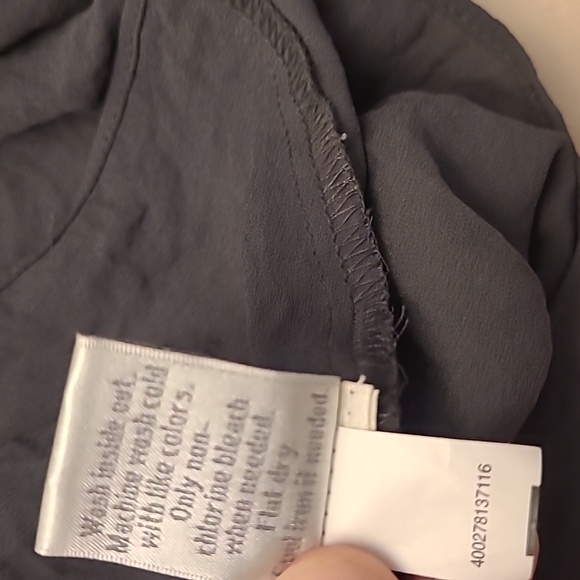 Wash inside out.
Machine wash cold
with like colors.
Only non-
chlorine bleach
when needed.
Flat dry
Cool Iron if needed.
400278137116